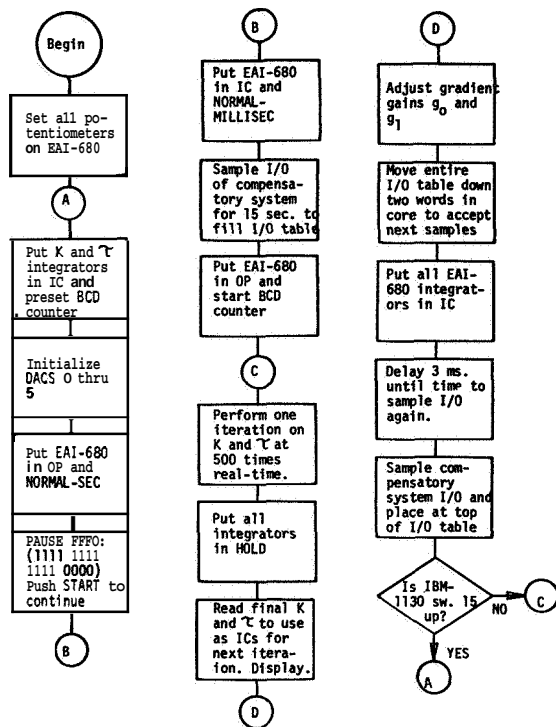 Begin
Set all po-
tentiometers
on EAI-680
A
Put K and τ
integrators
in IC and
preset BCD
counter
Initialize
DACS 0 thru
5
Put EAI-680
in OP and
NORMAL-SEC
PAUSE FFFO:
(1111 1111
1111 0000)
Push START to
continue
B
B
Put EAI-680
in IC and
NORMAL-
MILLISEC
Sample I/O
of compensa-
tory system
for 15 sec. to
fill I/O table
Put EAI-680
in OP and
start BCD
counter
C
Perform one
iteration on
K and τ at
500 times
real-time.
Put all
integrators
in HOLD
Read final K
and τ to use
as ICs for
next itera-
tion. Display.
D
D
Adjust gradient
gains g₀ and
g₁
Move entire
I/O table down
two words in
core to accept
next samples
Put all EAI-
680 integrat-
ors in IC
Delay 3 ms.
until time to
sample I/O
again.
Sample com-
pensatory
system I/O and
place at top
of I/O table
Is IBM-
1130 sw. 15
up?
NO
C
YES
A